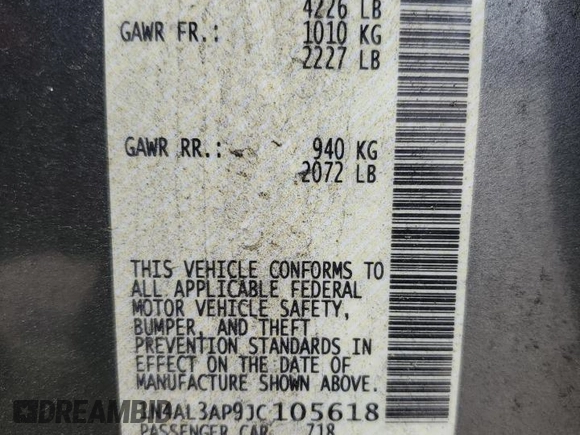 4226 LB
GAWR FR.: 1010 KG
2227 LB
GAWR RR.: 940 KG
2072 LB
THIS VEHICLE CONFORMS TO
ALL APPLICABLE FEDERAL
MOTOR VEHICLE SAFETY,
BUMPER, AND THEFT
PREVENTION STANDARDS IN
EFFECT ON THE DATE OF
MANUFACTURE SHOWN ABOVE.
1N4AL3AP9JC105618
PASSENGER CAR 718
DREAMBID